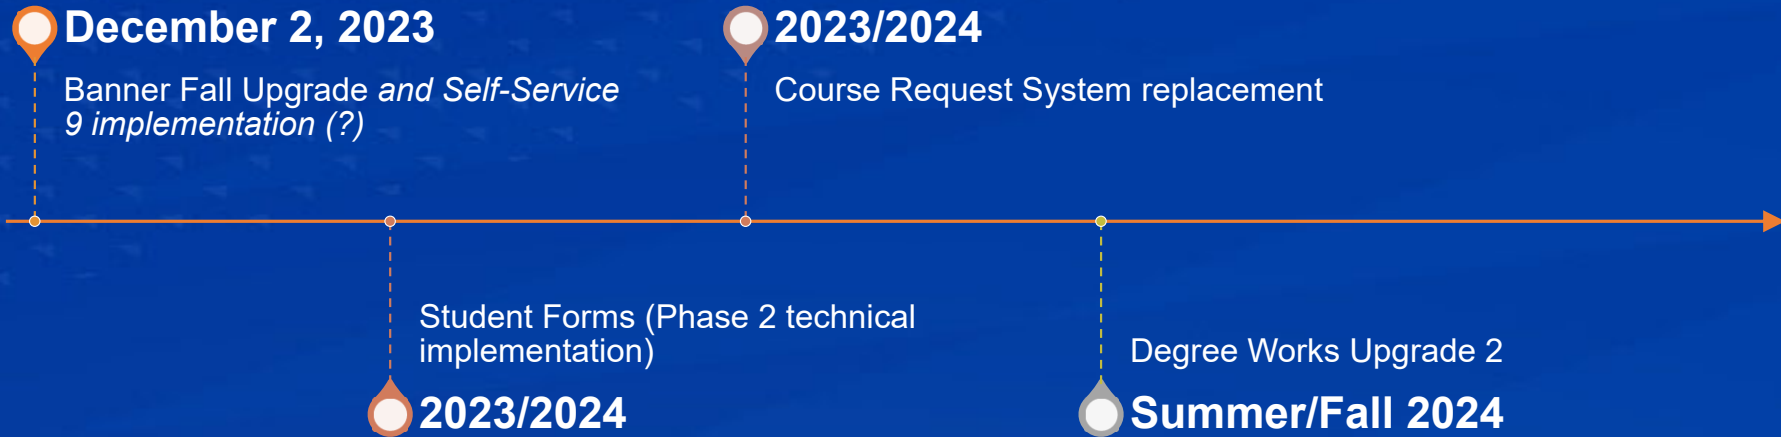 December 2, 2023
Banner Fall Upgrade and Self-Service
9 implementation (?)
2023/2024
Course Request System replacement
Student Forms (Phase 2 technical
implementation)
2023/2024
Degree Works Upgrade 2
Summer/Fall 2024